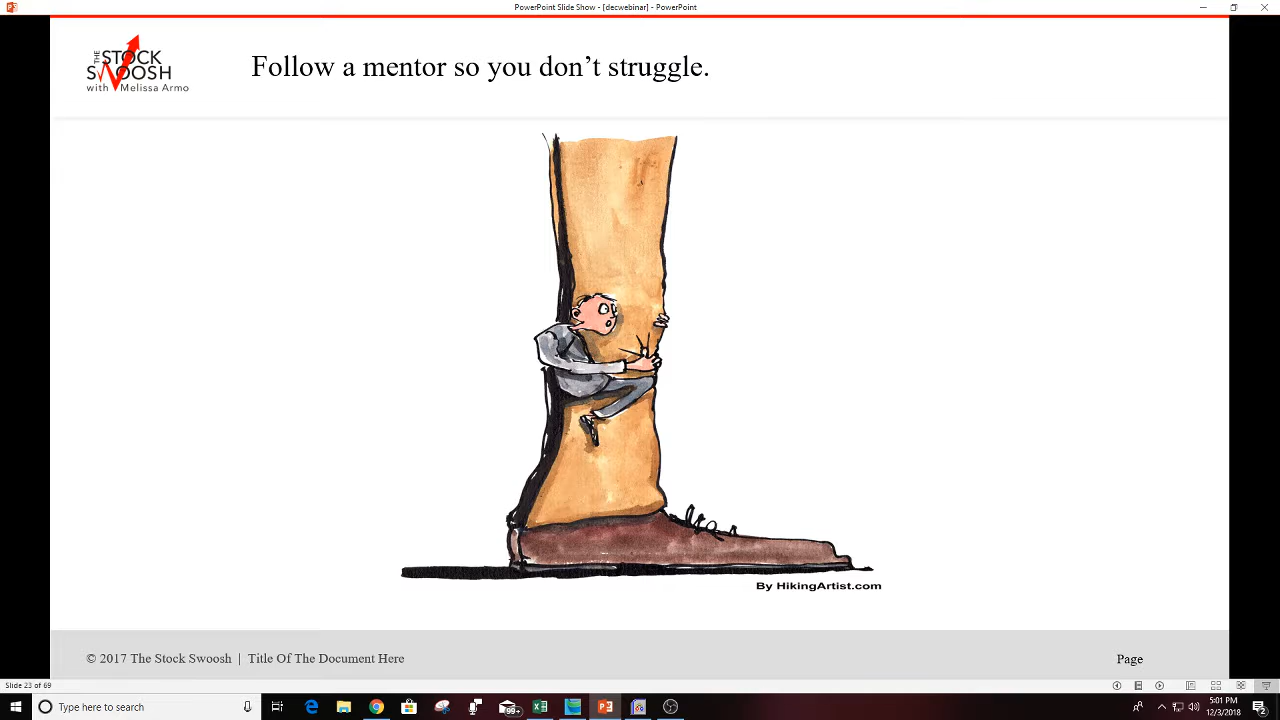 PowerPoint Slide Show - [decwebinar] - PowerPoint
THE STOCK
SWOOSH
with Melissa Armo
Follow a mentor so you don’t struggle.
By HikingArtist.com
© 2017 The Stock Swoosh | Title Of The Document Here
Page
Slide 23 of 69
Type here to search
99+
5:01 PM
12/3/2018
2